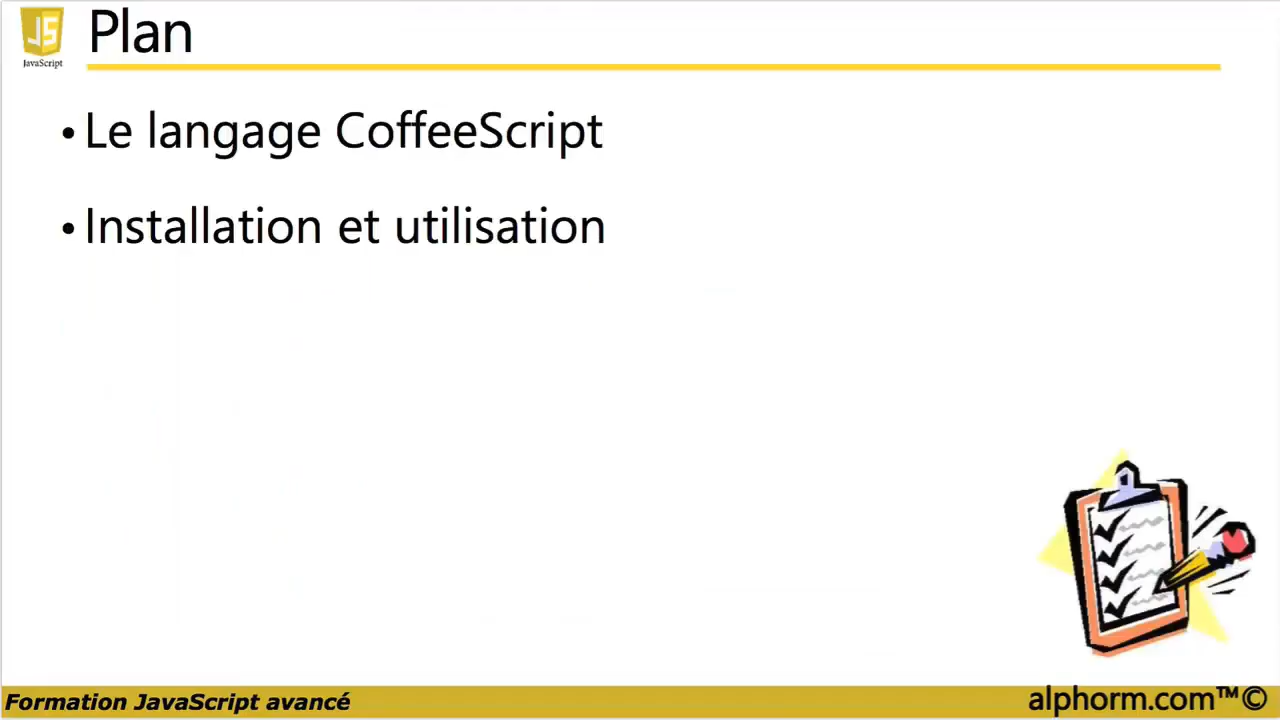 JS
JavaScript
Plan
• Le langage CoffeeScript
• Installation et utilisation
Formation JavaScript avancé
alphorm.com™©